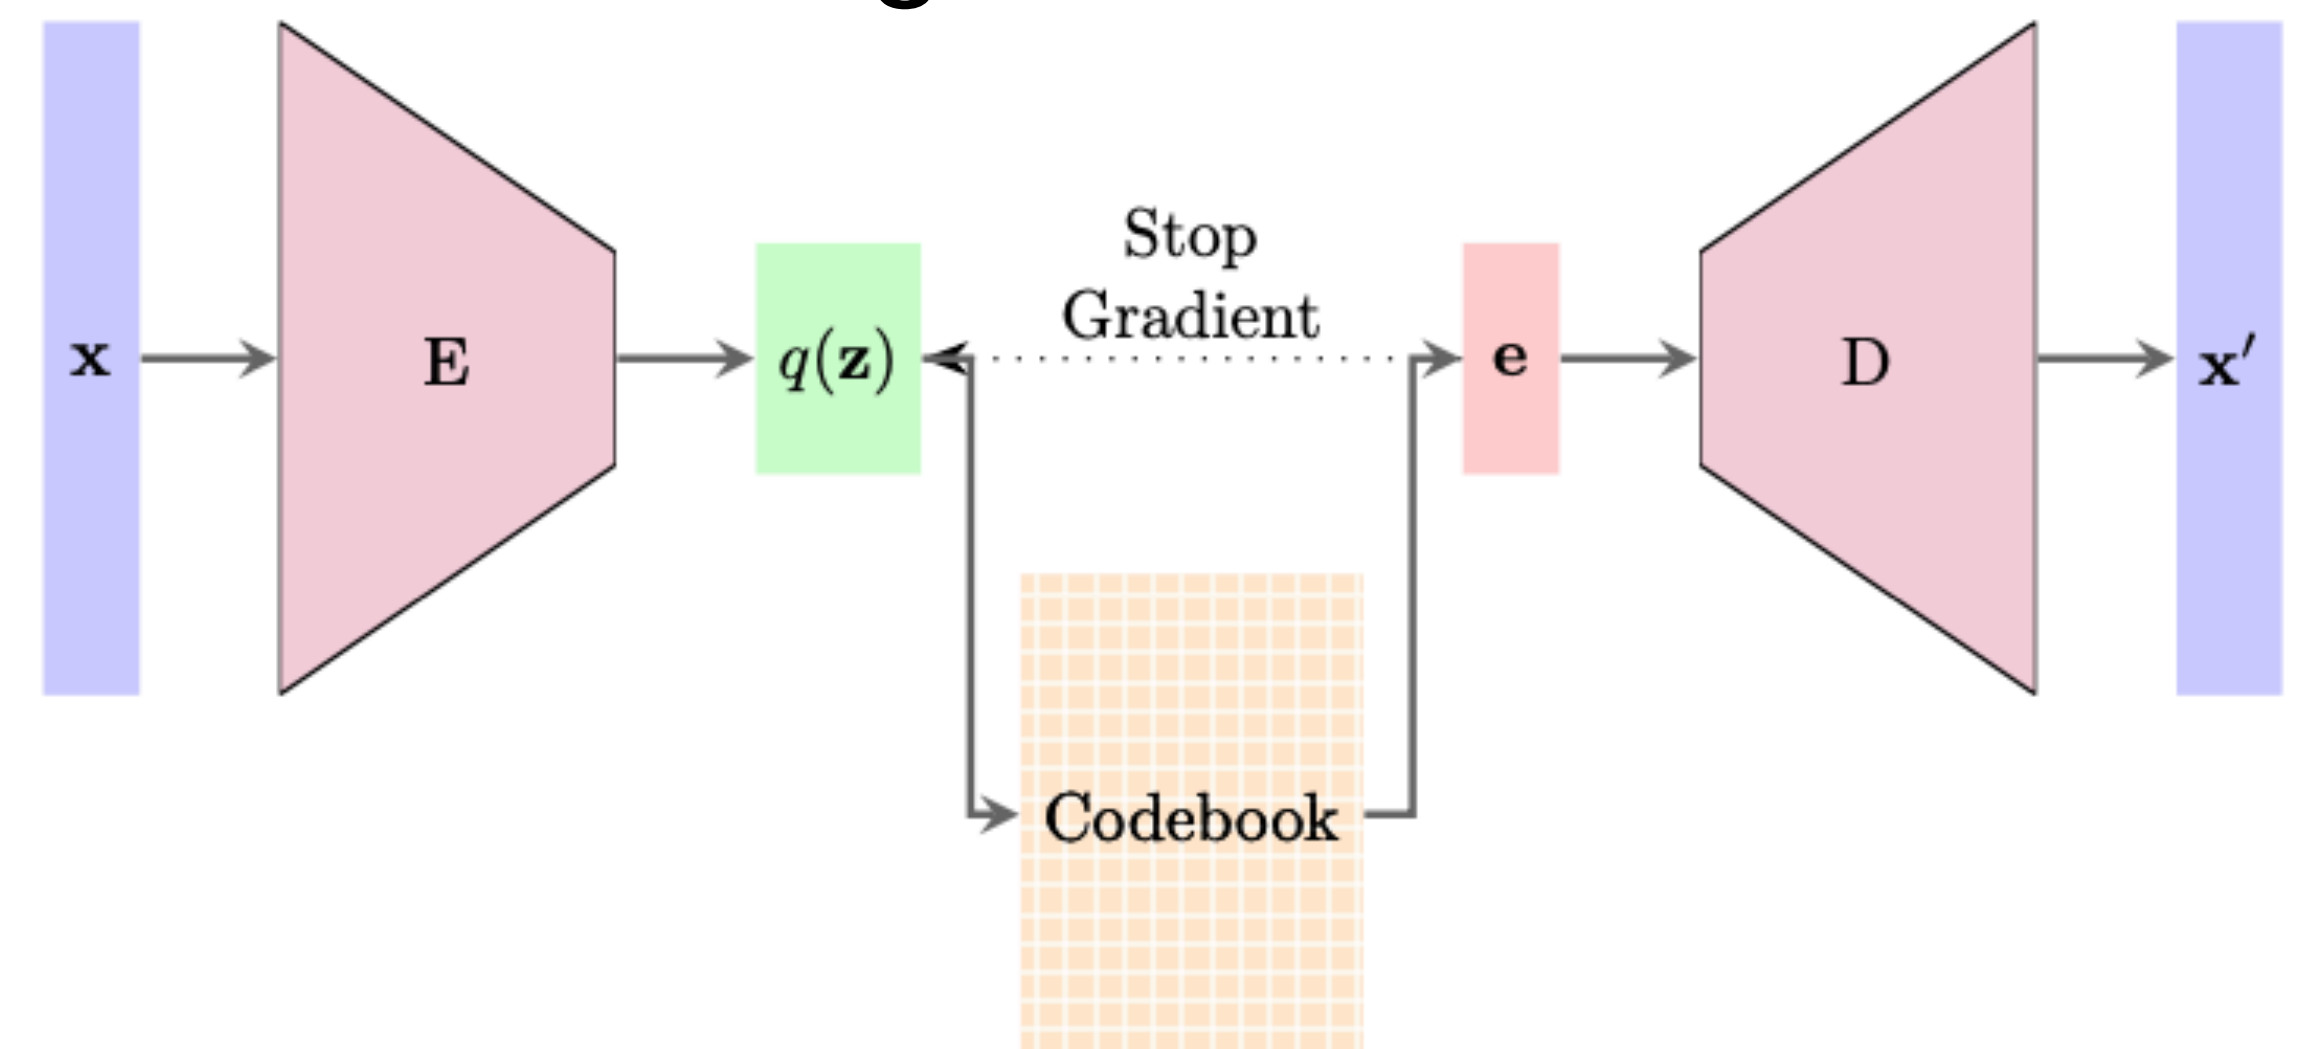 x
E
q(z)
Stop
Gradient
e
D
x′
Codebook